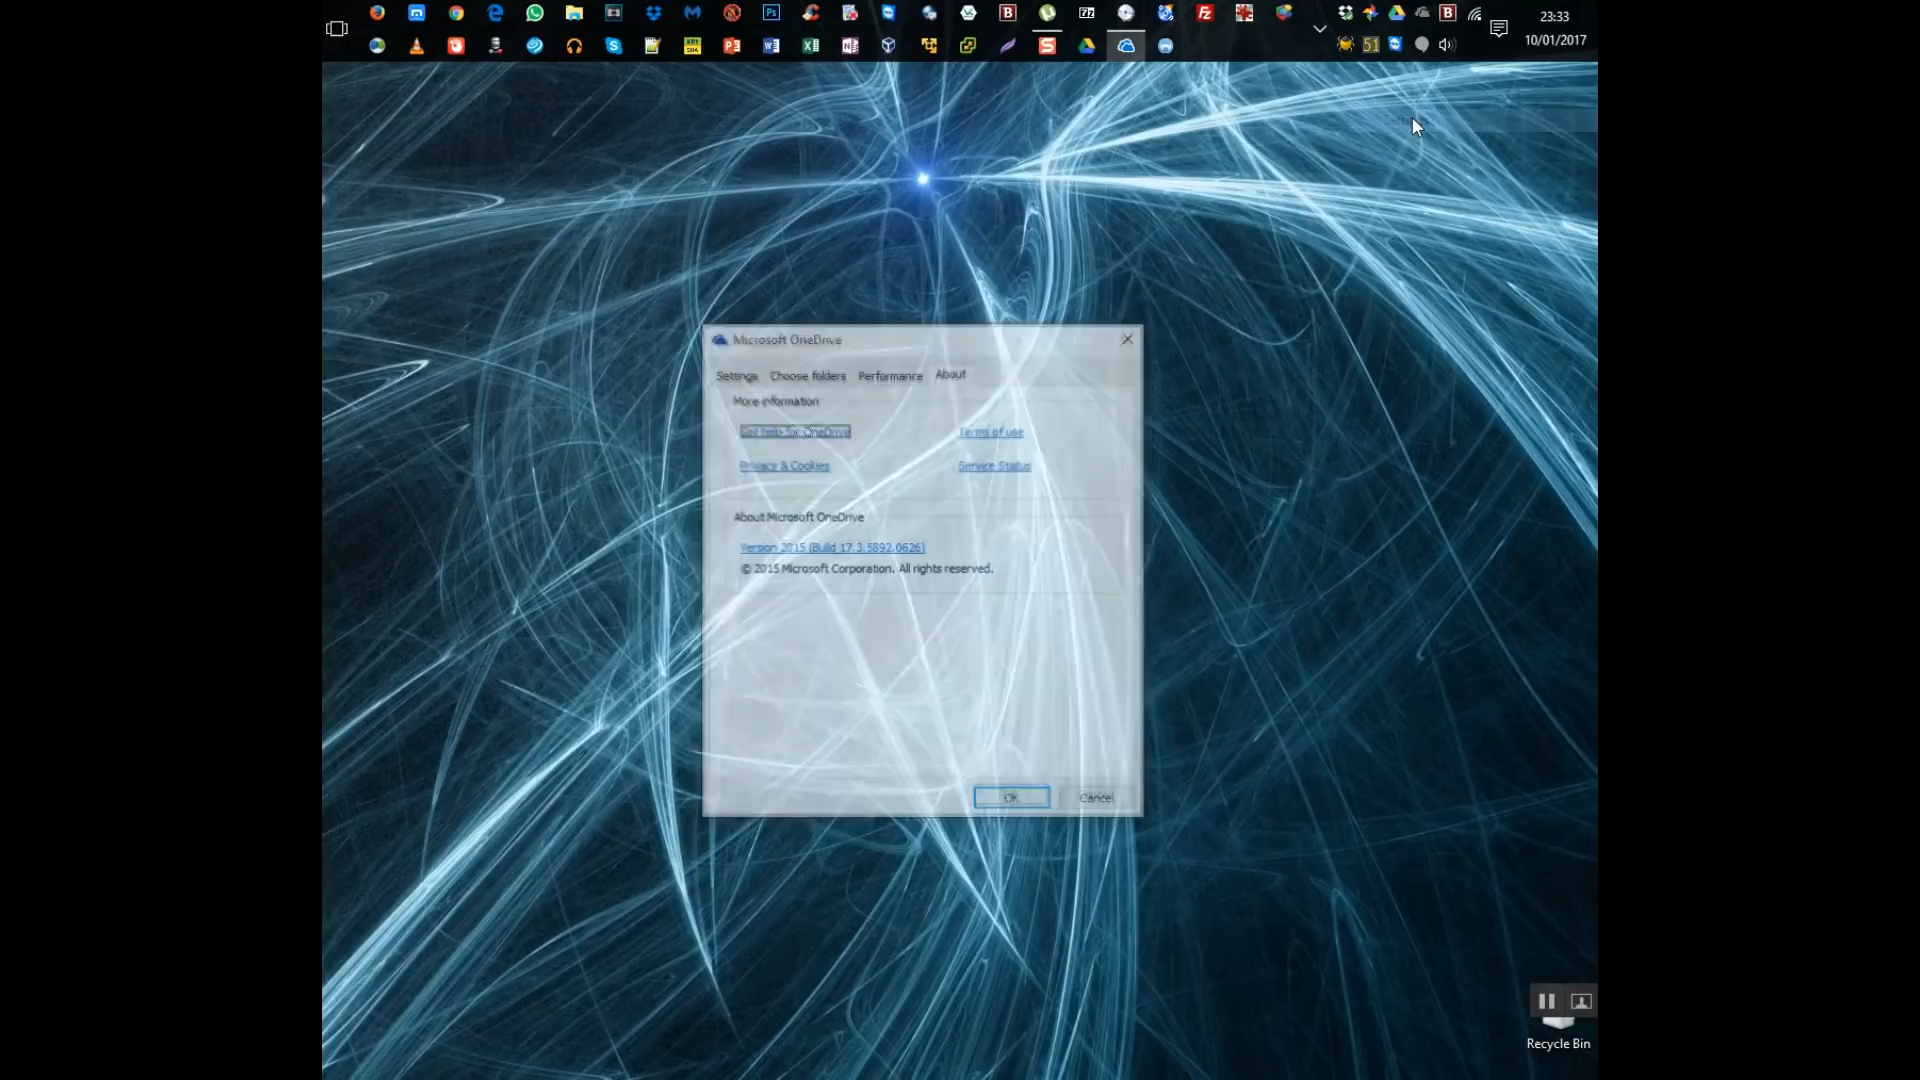 23:33
51
10/01/2017
Microsoft OneDrive
Settings Choose folders Performance About
More information
Get help for OneDrive Terms of use
Privacy & Cookies Service Status
About Microsoft OneDrive
Version 2015 (Build 17.3.5892.0626)
© 2015 Microsoft Corporation. All rights reserved.
OK Cancel
Recycle Bin